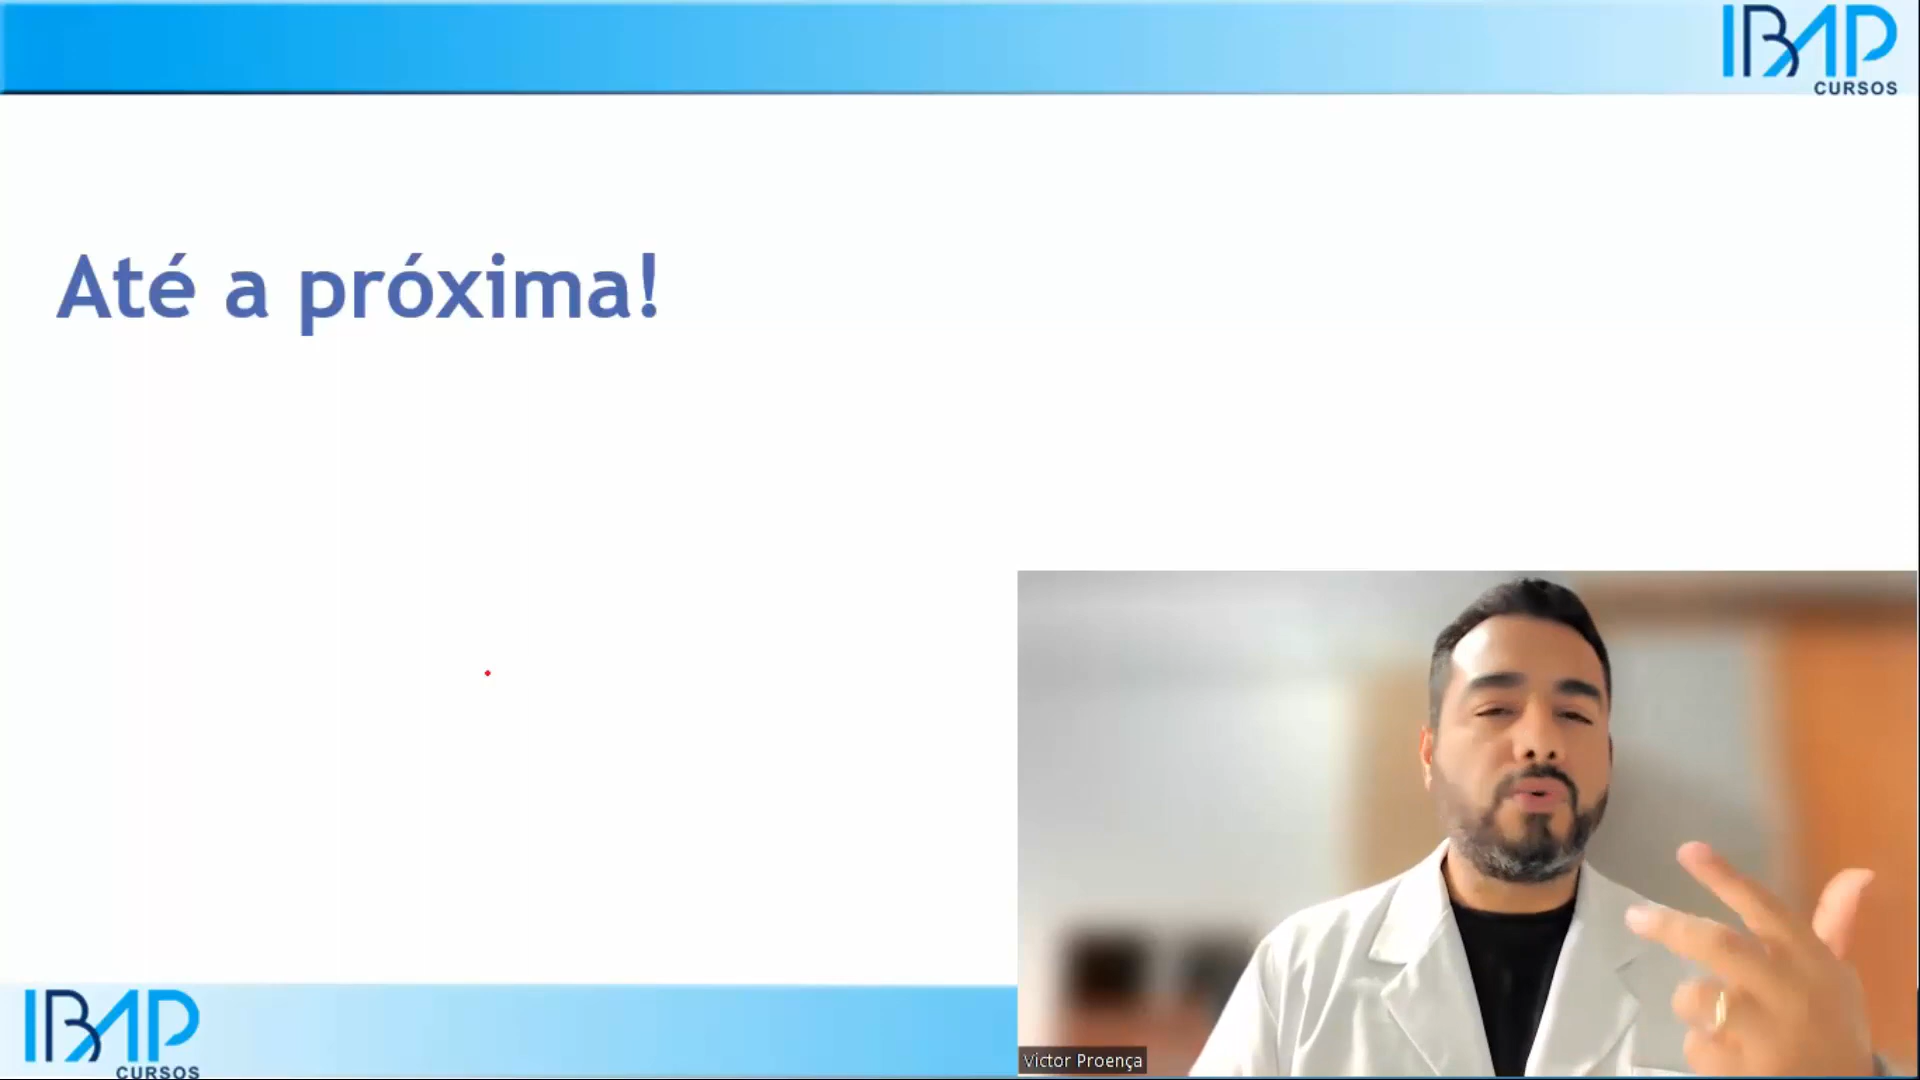 IBAP
CURSOS
Até a próxima!
IBAP
CURSOS
Victor Proença